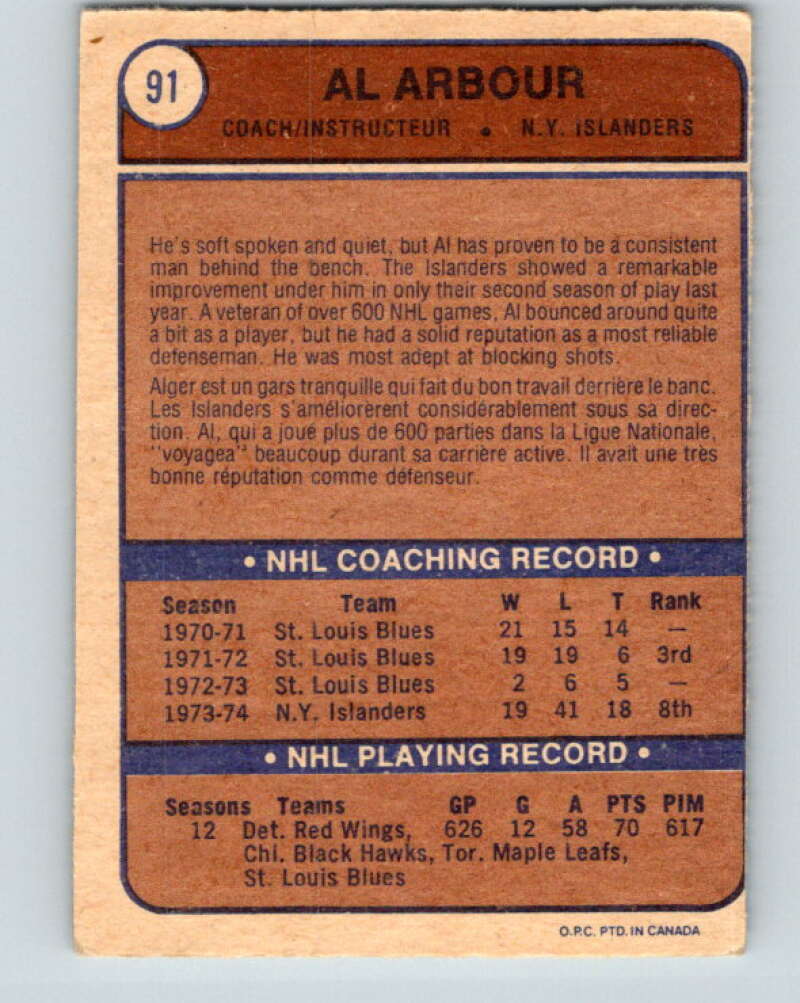 91
AL ARBOUR
COACH/INSTRUCTEUR • N.Y. ISLANDERS
He's soft spoken and quiet, but Al has proven to be a consistent
man behind the bench. The Islanders showed a remarkable
improvement under him in only their second season of play last
year. A veteran of over 600 NHL games, Al bounced around quite
a bit as a player, but he had a solid reputation as a most reliable
defenseman. He was most adept at blocking shots.
Alger est un gars tranquille qui fait du bon travail derrière le banc.
Les Islanders s'améliorèrent considérablement sous sa direc-
tion. Al, qui a joué plus de 600 parties dans la Ligue Nationale,
"voyagea" beaucoup durant sa carrière active. Il avait une très
bonne réputation comme défenseur.
• NHL COACHING RECORD •
Season Team W L T Rank
1970-71 St. Louis Blues 21 15 14 —
1971-72 St. Louis Blues 19 19 6 3rd
1972-73 St. Louis Blues 2 6 5 —
1973-74 N.Y. Islanders 19 41 18 8th
• NHL PLAYING RECORD •
Seasons Teams GP G A PTS PIM
12 Det. Red Wings, 626 12 58 70 617
Chi. Black Hawks, Tor. Maple Leafs,
St. Louis Blues
O.P.C. PTD. IN CANADA